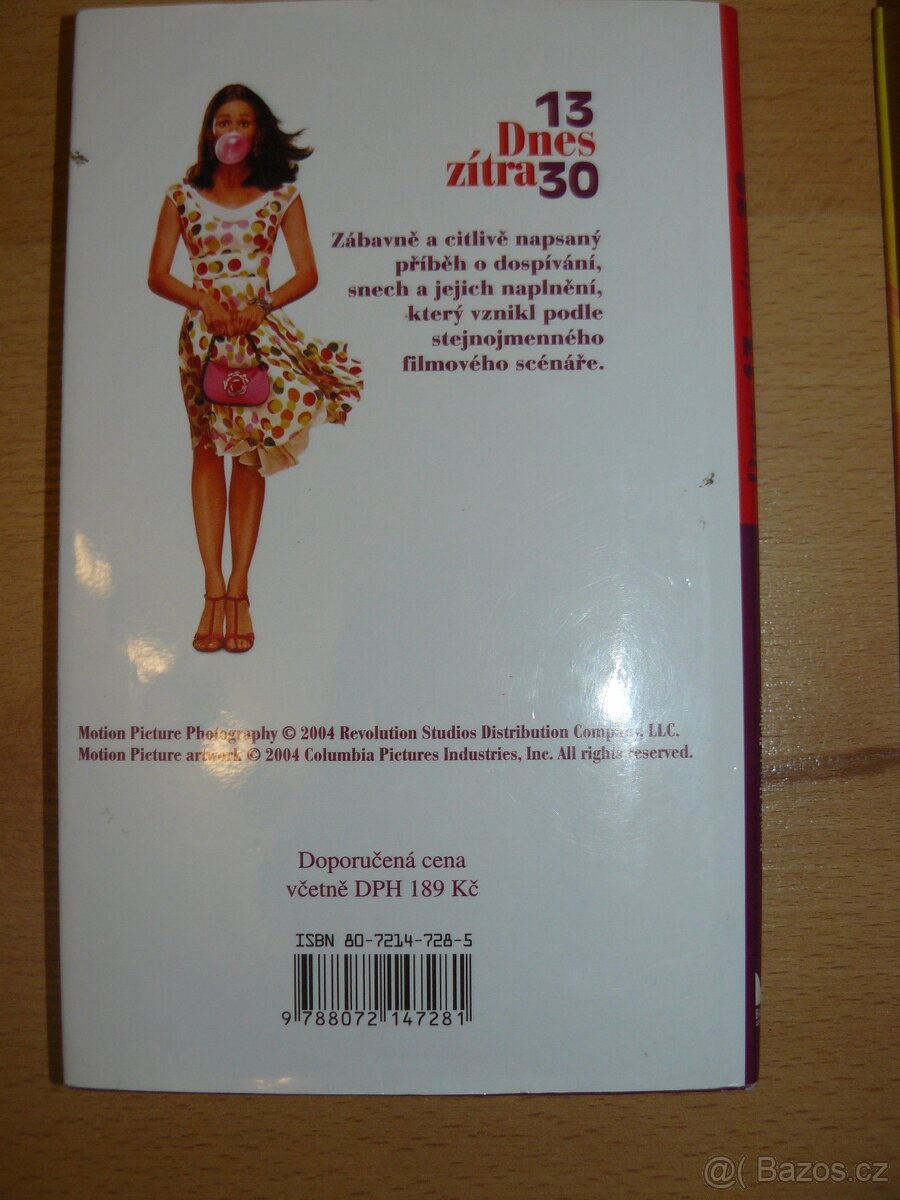 13
Dnes
zítra 30
Zábavně a citlivě napsaný
příběh o dospívání,
snech a jejich naplnění,
který vznikl podle
stejnojmenného
filmového scénáře.
Motion Picture Photography © 2004 Revolution Studios Distribution Company, LLC.
Motion Picture artwork © 2004 Columbia Pictures Industries, Inc. All rights reserved.
Doporučená cena
včetně DPH 189 Kč
ISBN 80-7214-728-5
9 788072 147281
@( Bazos.cz